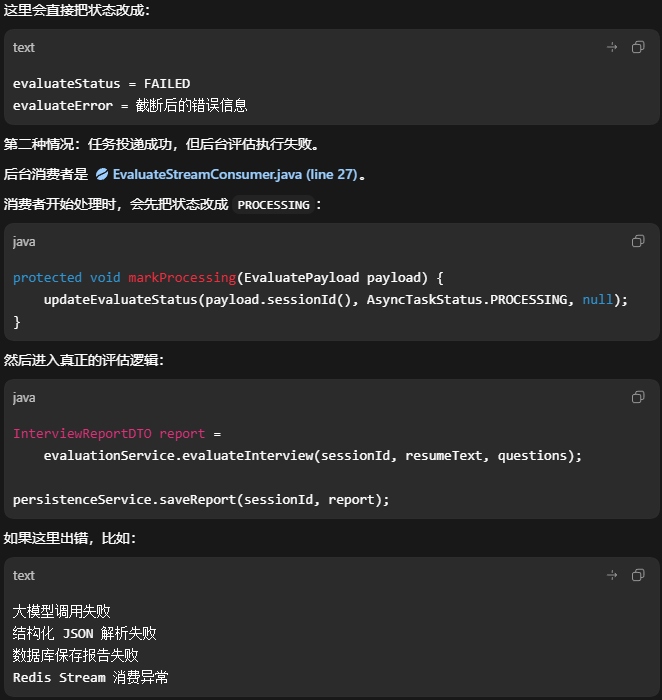 这里会直接把状态改成：
text
evaluateStatus = FAILED
evaluateError = 截断后的错误信息
第二种情况：任务投递成功，但后台评估执行失败。
后台消费者是 EvaluateStreamConsumer.java (line 27)。
消费者开始处理时，会先把状态改成 PROCESSING：
java
protected void markProcessing(EvaluatePayload payload) {
    updateEvaluateStatus(payload.sessionId(), AsyncTaskStatus.PROCESSING, null);
}
然后进入真正的评估逻辑：
java
InterviewReportDTO report =
    evaluationService.evaluateInterview(sessionId, resumeText, questions);
persistenceService.saveReport(sessionId, report);
如果这里出错，比如：
text
大模型调用失败
结构化 JSON 解析失败
数据库保存报告失败
Redis Stream 消费异常